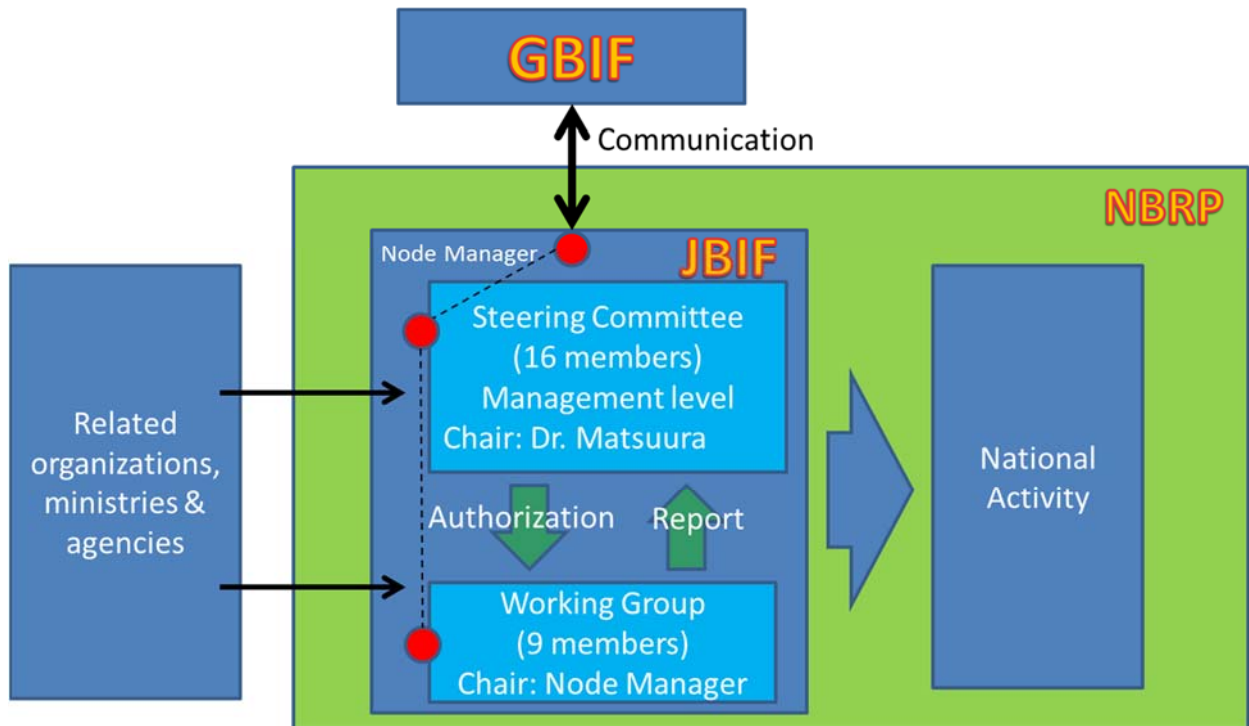 GBIF
Communication
NBRP
Node Manager
JBIF
Steering Committee
(16 members)
Management level
Chair: Dr. Matsuura
Related
organizations,
ministries &
agencies
National
Activity
Authorization
Report
Working Group
(9 members)
Chair: Node Manager